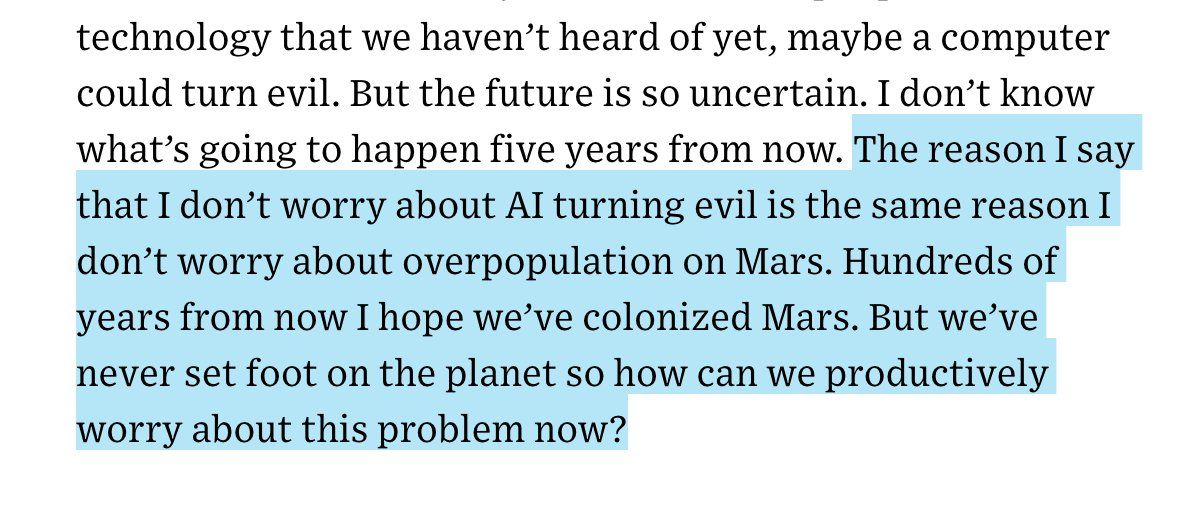 technology that we haven’t heard of yet, maybe a computer
could turn evil. But the future is so uncertain. I don’t know
what’s going to happen five years from now. The reason I say
that I don’t worry about AI turning evil is the same reason I
don’t worry about overpopulation on Mars. Hundreds of
years from now I hope we’ve colonized Mars. But we’ve
never set foot on the planet so how can we productively
worry about this problem now?